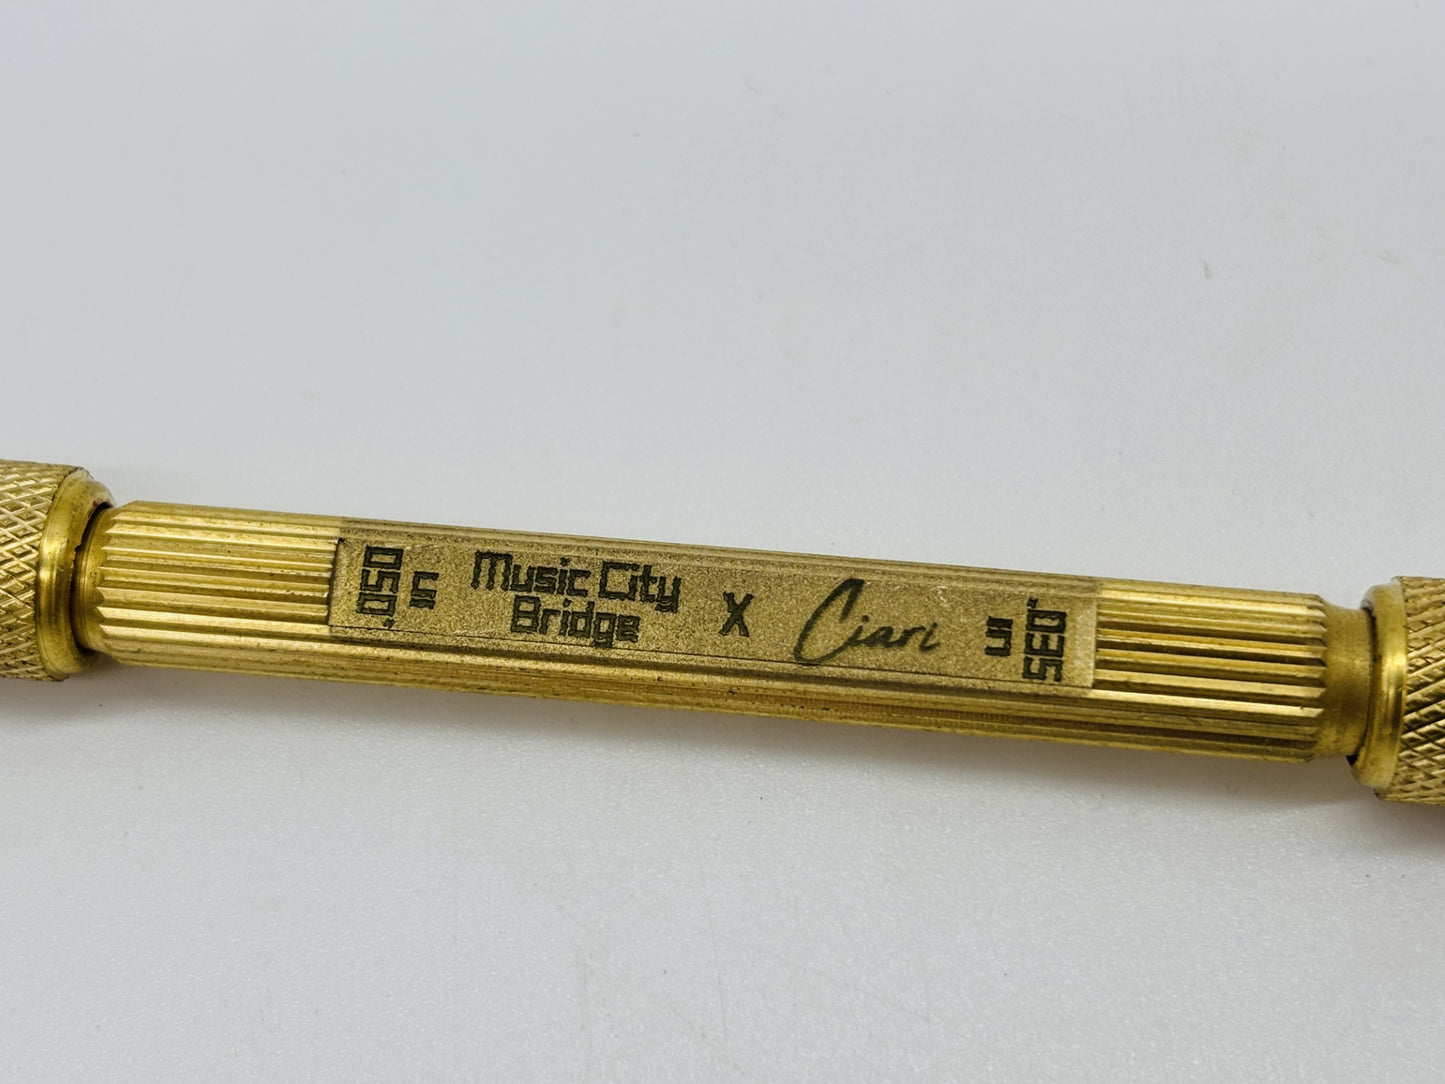 .050
in
Music City
Bridge
X
Ciari
.035
in